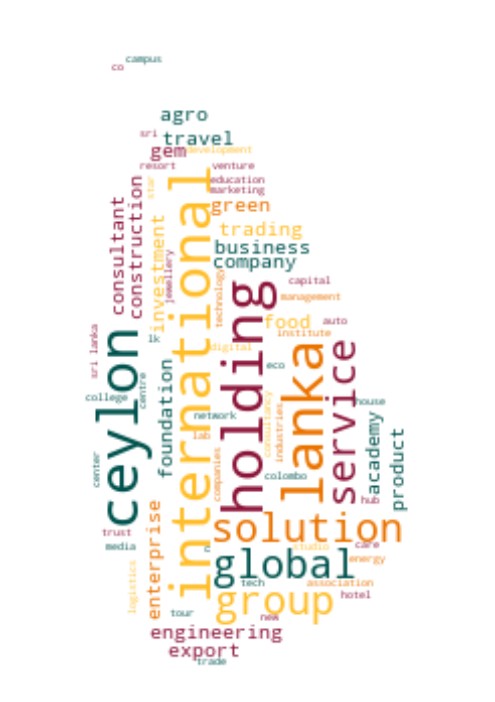 campus
co
agro
sri
travel
gem
development
resort
venture
star
education
marketing
green
consultant
construction
investment
international
trading
business
company
jewellery
technology
holding
capital
management
food
auto
institute
ceylon
lk
digital
lanka
service
sri lanka
eco
centre
foundation
college
house
network
lab
consultancy
industries
academy
product
center
companies
colombo
hub
enterprise
solution
trust
media
r
studio
care
global
energy
logistics
tech
association
group
hotel
tour
new
engineering
export
trade